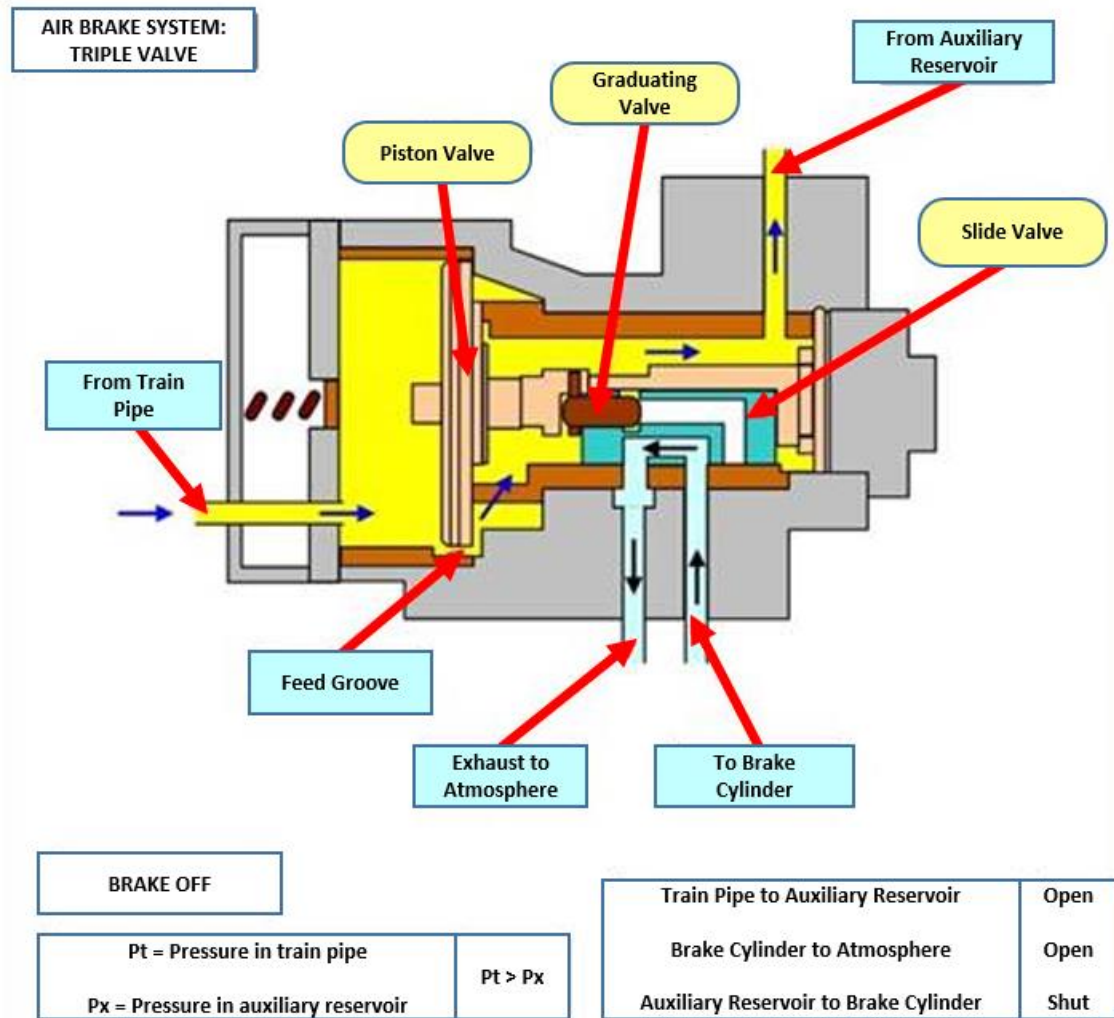 AIR BRAKE SYSTEM:
TRIPLE VALVE
From Auxiliary
Reservoir
Graduating
Valve
Piston Valve
Slide Valve
From Train
Pipe
Feed Groove
Exhaust to
Atmosphere
To Brake
Cylinder
BRAKE OFF
Pt = Pressure in train pipe
Px = Pressure in auxiliary reservoir
Pt > Px
Train Pipe to Auxiliary Reservoir Open
Brake Cylinder to Atmosphere Open
Auxiliary Reservoir to Brake Cylinder Shut